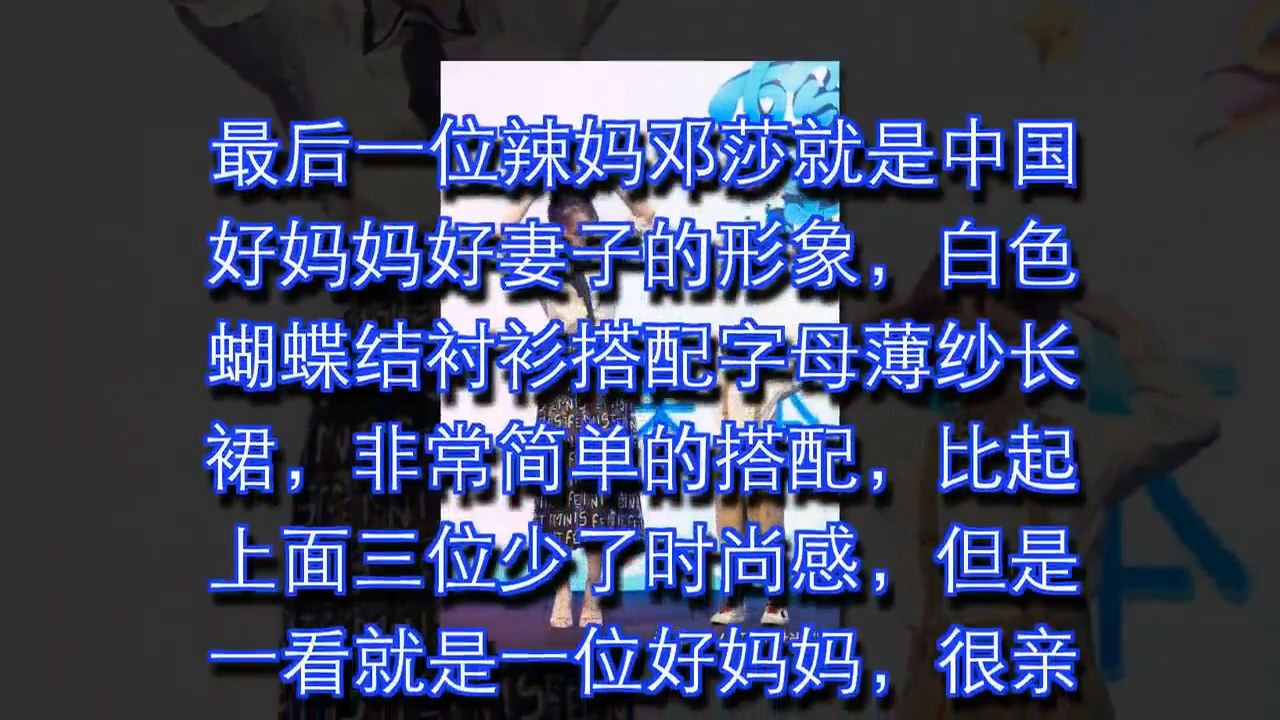 最后一位辣妈邓莎就是中国
好妈妈好妻子的形象，白色
蝴蝶结衬衫搭配字母薄纱长
裙，非常简单的搭配，比起
上面三位少了时尚感，但是
一看就是一位好妈妈，很亲